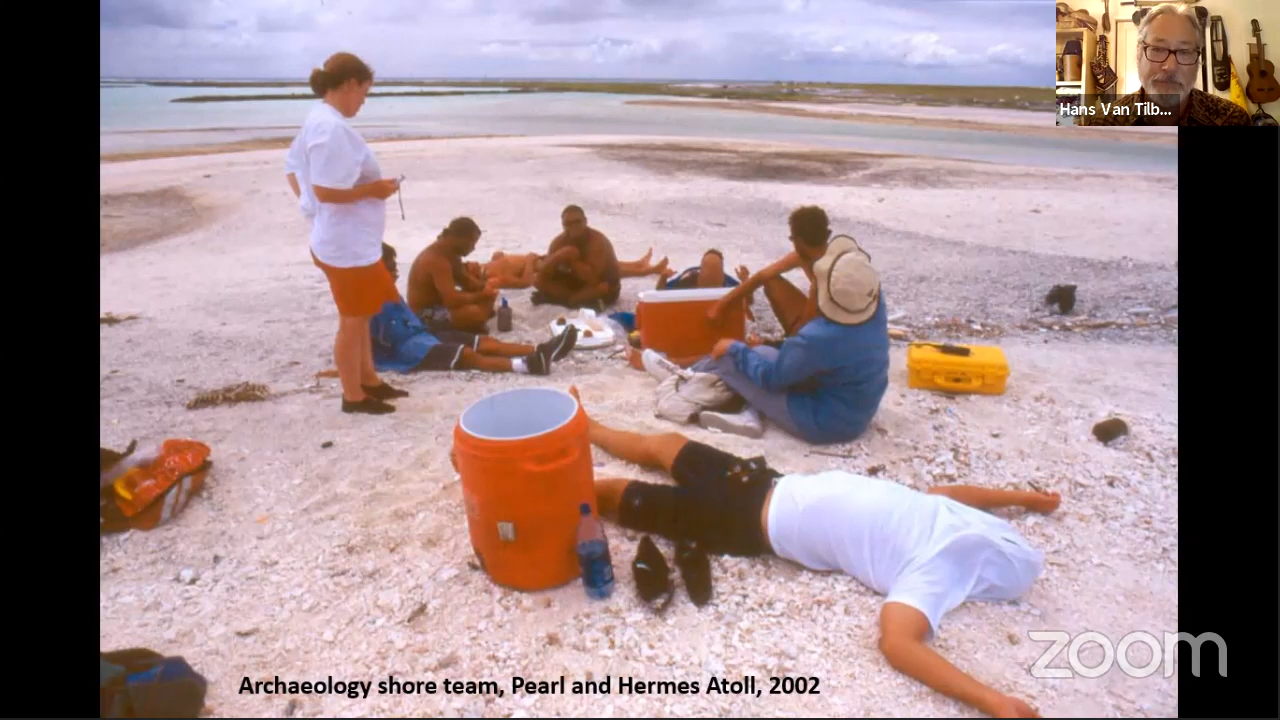 Hans Van Tilb...
Archaeology shore team, Pearl and Hermes Atoll, 2002
zoom